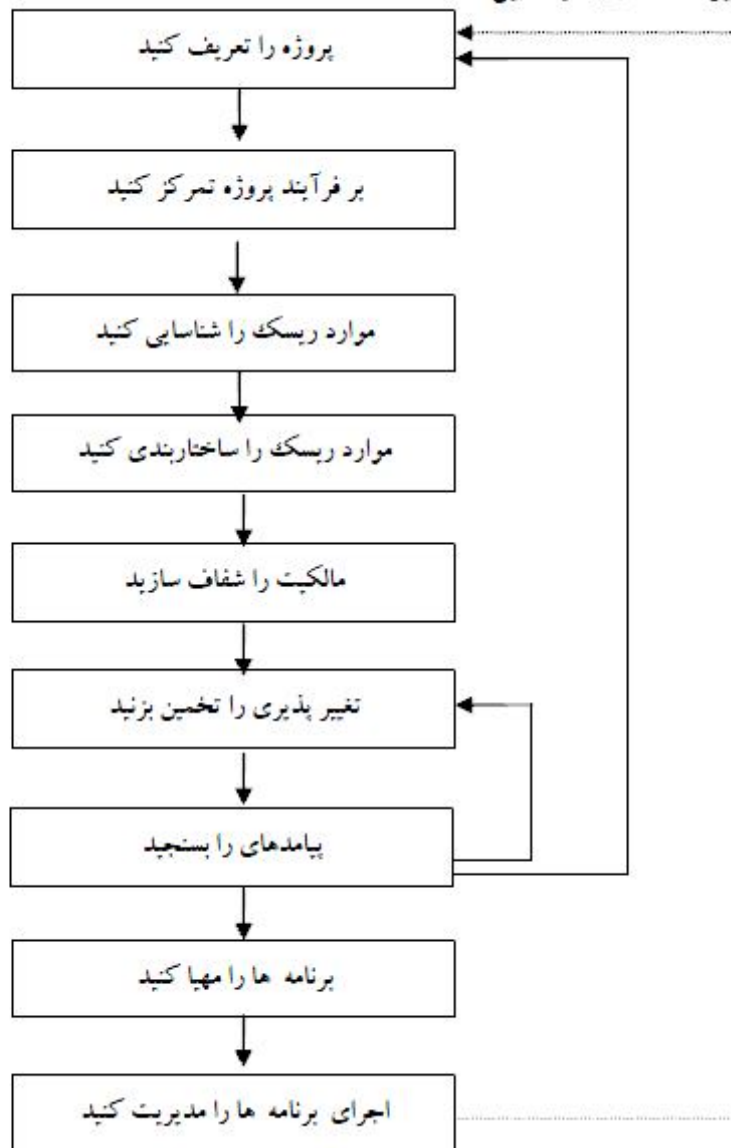 پروژه را تعریف کنید
بر فرآیند پروژه تمرکز کنید
موارد ریسک را شناسایی کنید
موارد ریسک را ساختاربندی کنید
مالکیت را شفاف سازید
تغییر پذیری را تخمین بزنید
پیامدهای را بسنجید
برنامه ها را مهیا کنید
اجرای برنامه ها را مدیریت کنید